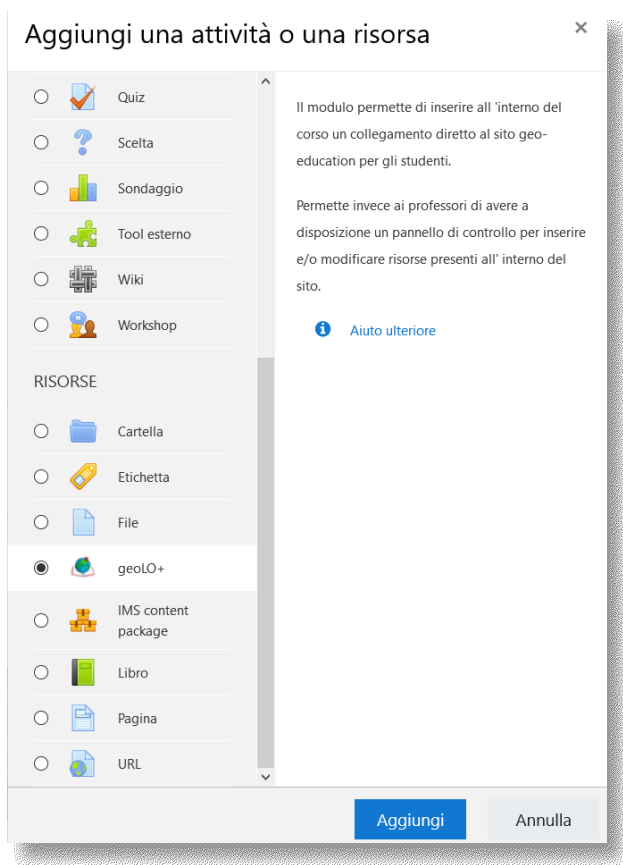 Aggiungi una attività o una risorsa
×
Quiz
Scelta
Sondaggio
Tool esterno
Wiki
Workshop
RISORSE
Cartella
Etichetta
File
geoLO+
IMS content
package
Libro
Pagina
URL
Il modulo permette di inserire all 'interno del
corso un collegamento diretto al sito geo-
education per gli studenti.
Permette invece ai professori di avere a
disposizione un pannello di controllo per inserire
e/o modificare risorse presenti all' interno del
sito.
Aiuto ulteriore
Aggiungi
Annulla